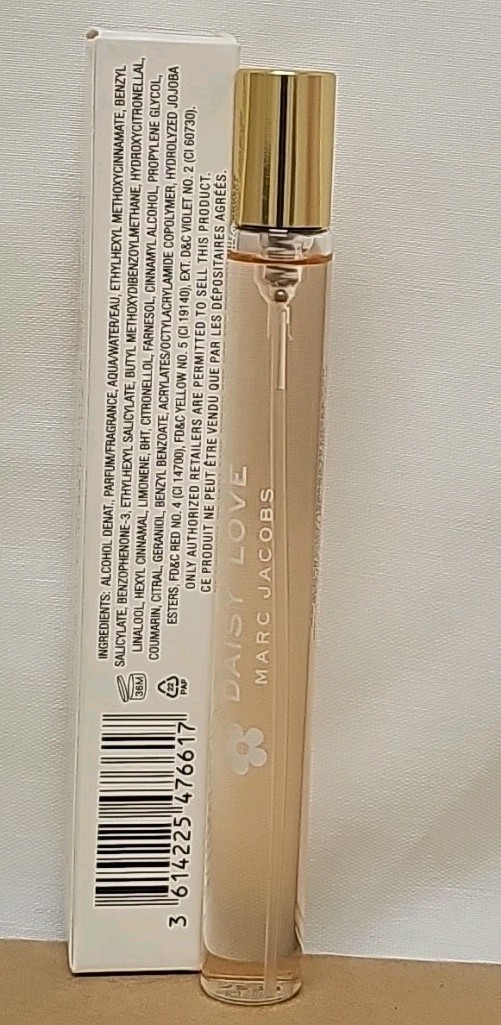 INGREDIENTS: ALCOHOL DENAT, PARFUM/FRAGRANCE, AQUA/WATER/EAU, ETHYLHEXYL METHOXYCINNAMATE, BENZYL
SALICYLATE, BENZOPHENONE-3, ETHYLHEXYL SALICYLATE, BUTYL METHOXYDIBENZOYLMETHANE, HYDROXYCITRONELLAL,
LINALOOL, HEXYL CINNAMAL, LIMONENE, BHT, CITRONELLOL, FARNESOL, CINNAMYL ALCOHOL, PROPYLENE GLYCOL,
COUMARIN, CITRAL, GERANIOL, BENZYL BENZOATE, ACRYLATES/OCTYLACRYLAMIDE COPOLYMER, HYDROLYZED JOJOBA
ESTERS, FD&C RED NO. 4 (CI 14700), FD&C YELLOW NO. 5 (CI 19140), EXT. D&C VIOLET NO. 2 (CI 60730).
ONLY AUTHORIZED RETAILERS ARE PERMITTED TO SELL THIS PRODUCT.
CE PRODUIT NE PEUT ÊTRE VENDU QUE PAR LES DÉPOSITAIRES AGRÉÉS.
36M
22
PAP
3 614225 476617
DAISY LOVE
MARC JACOBS